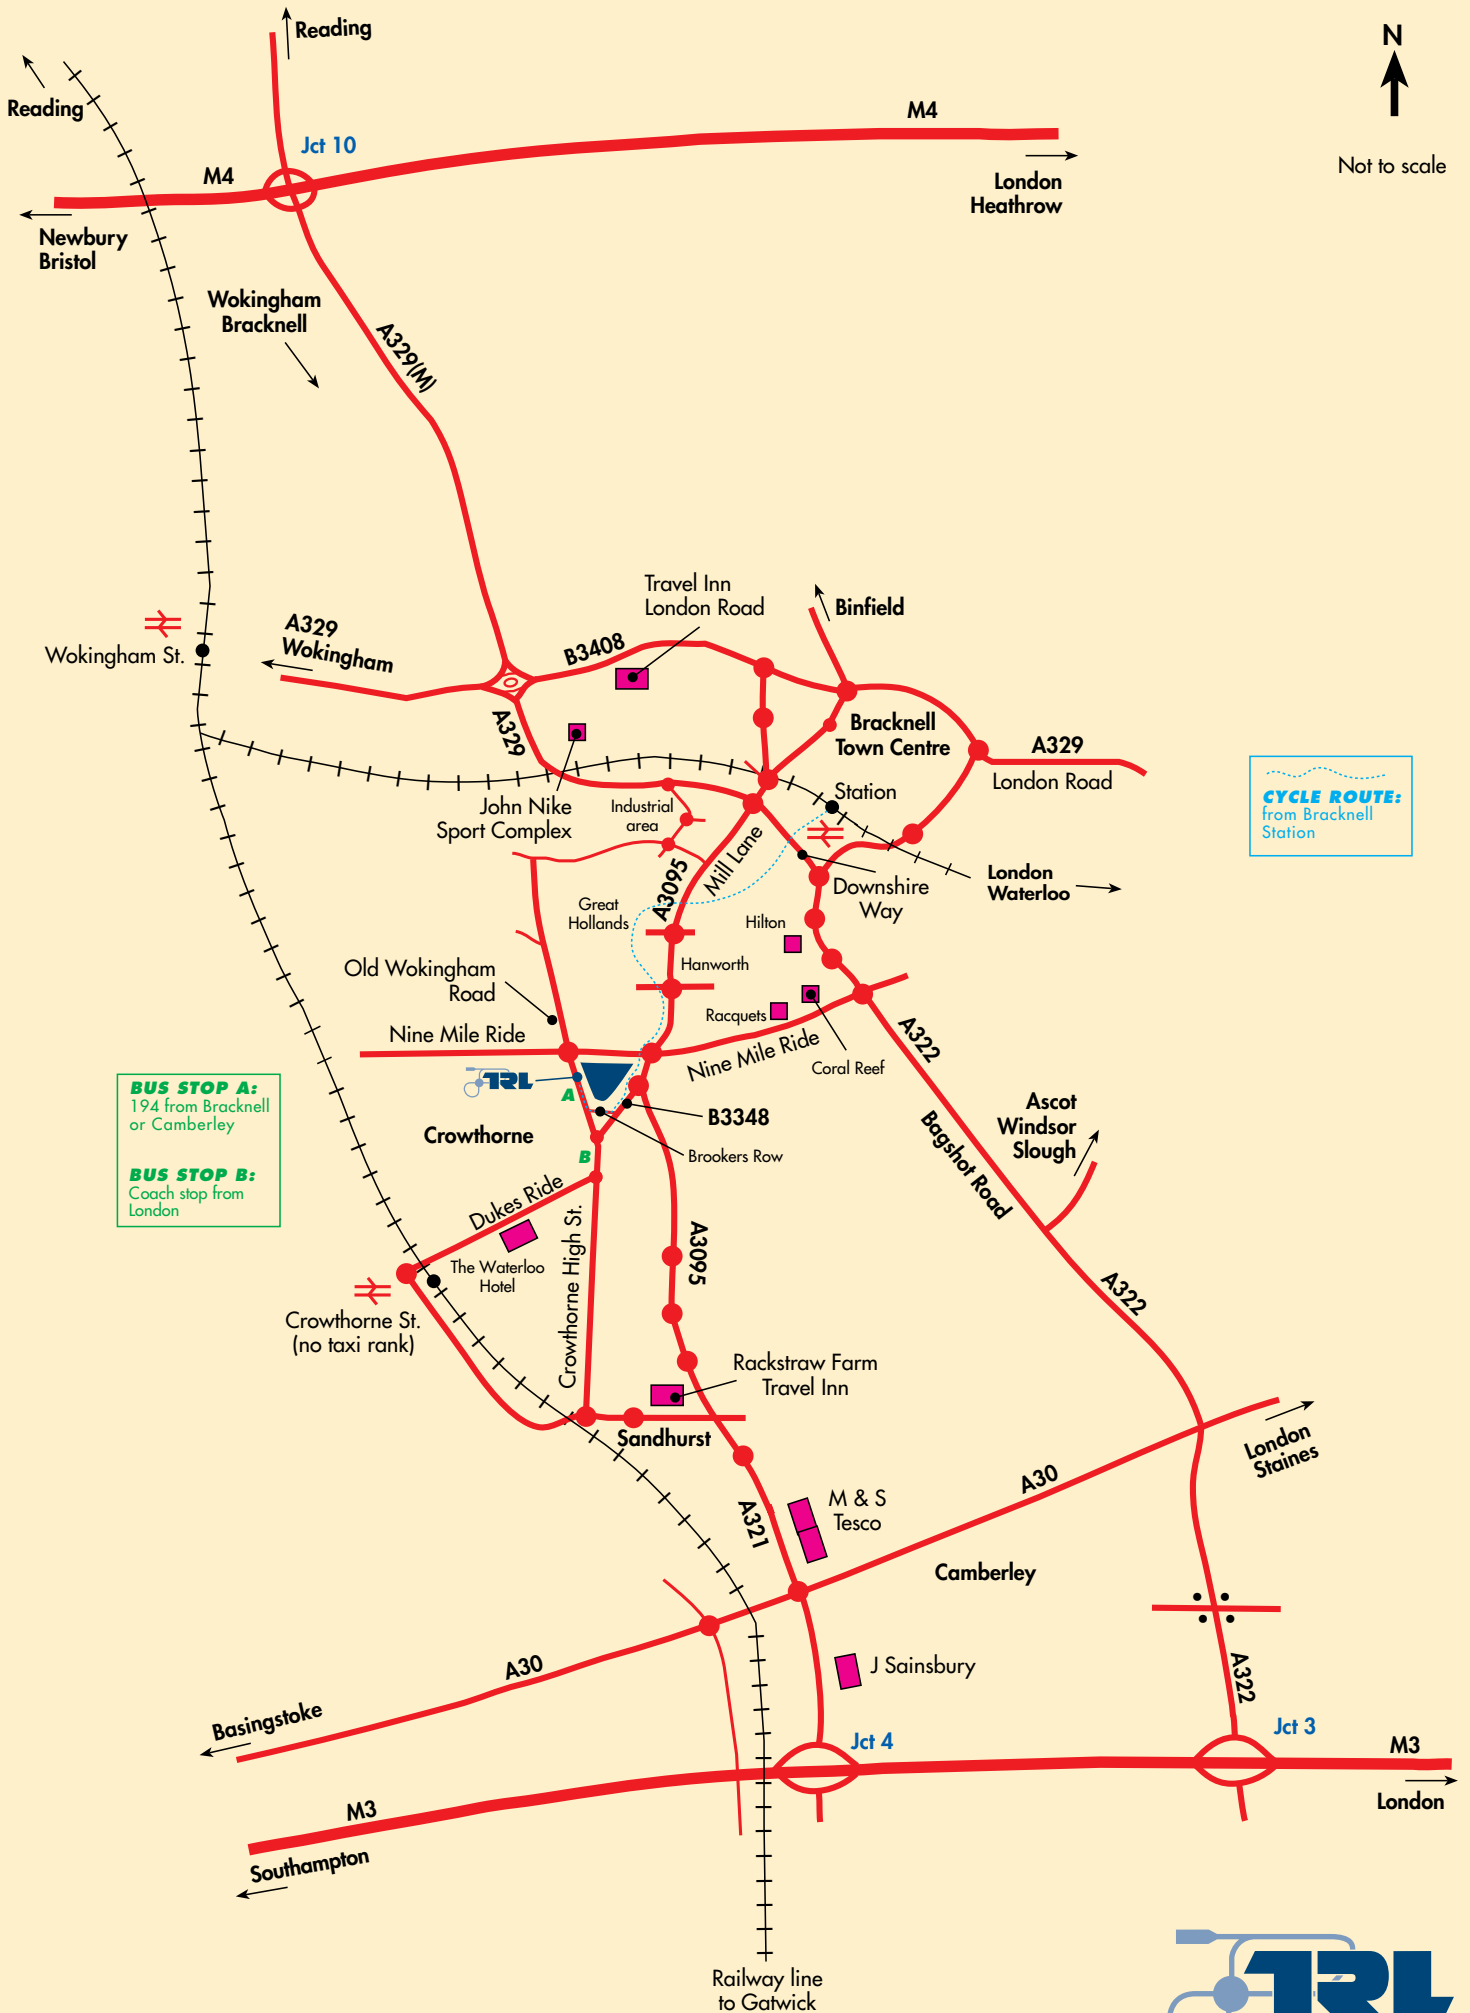 Reading
N
Reading
M4
Jct 10
Not to scale
M4
London
Heathrow
Newbury
Bristol
Wokingham
Bracknell
A329(M)
Travel Inn
London Road
Binfield
A329
Wokingham
B3408
Wokingham St.
A329
Bracknell
Town Centre
A329
London Road
Station
CYCLE ROUTE:
from Bracknell
Station
John Nike
Sport Complex
Industrial
area
Mill Lane
A3095
London
Waterloo
Downshire
Way
Great
Hollands
Hilton
Hanworth
Old Wokingham
Road
Racquets
Nine Mile Ride
Nine Mile Ride
A322
Coral Reef
TRL
A
BUS STOP A:
194 from Bracknell
or Camberley
BUS STOP B:
Coach stop from
London
B3348
Crowthorne
Brookers Row
B
Ascot
Windsor
Slough
Bagshot Road
Dukes Ride
The Waterloo
Hotel
Crowthorne High St.
A3095
A322
Crowthorne St.
(no taxi rank)
Rackstraw Farm
Travel Inn
Sandhurst
London
Staines
A30
M & S
Tesco
A321
Camberley
A30
J Sainsbury
A322
Basingstoke
Jct 4
Jct 3
M3
London
M3
Southampton
Railway line
to Gatwick
TRL